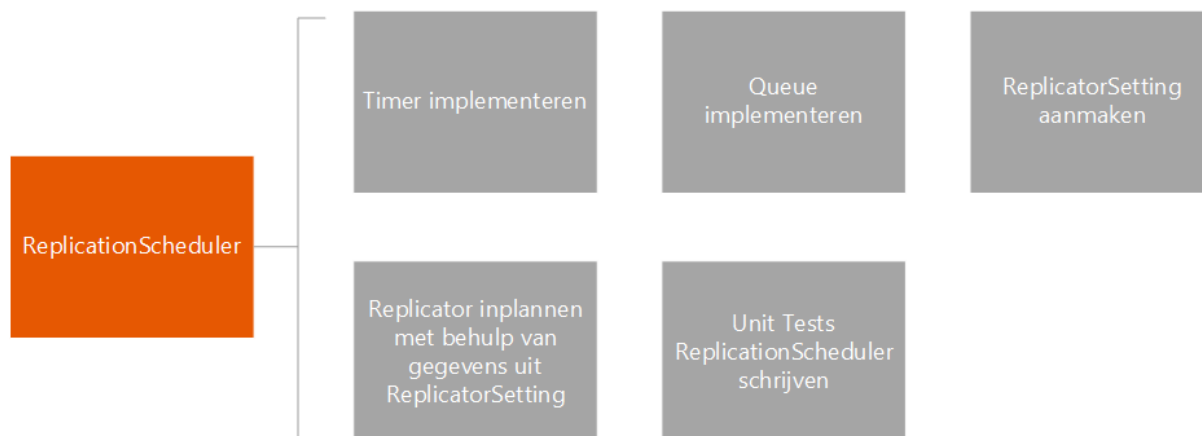 ReplicationScheduler
Timer implementeren
Queue
implementeren
ReplicatorSetting
aanmaken
Replicator inplannen
met behulp van
gegevens uit
ReplicatorSetting
Unit Tests
ReplicationScheduler
schrijven